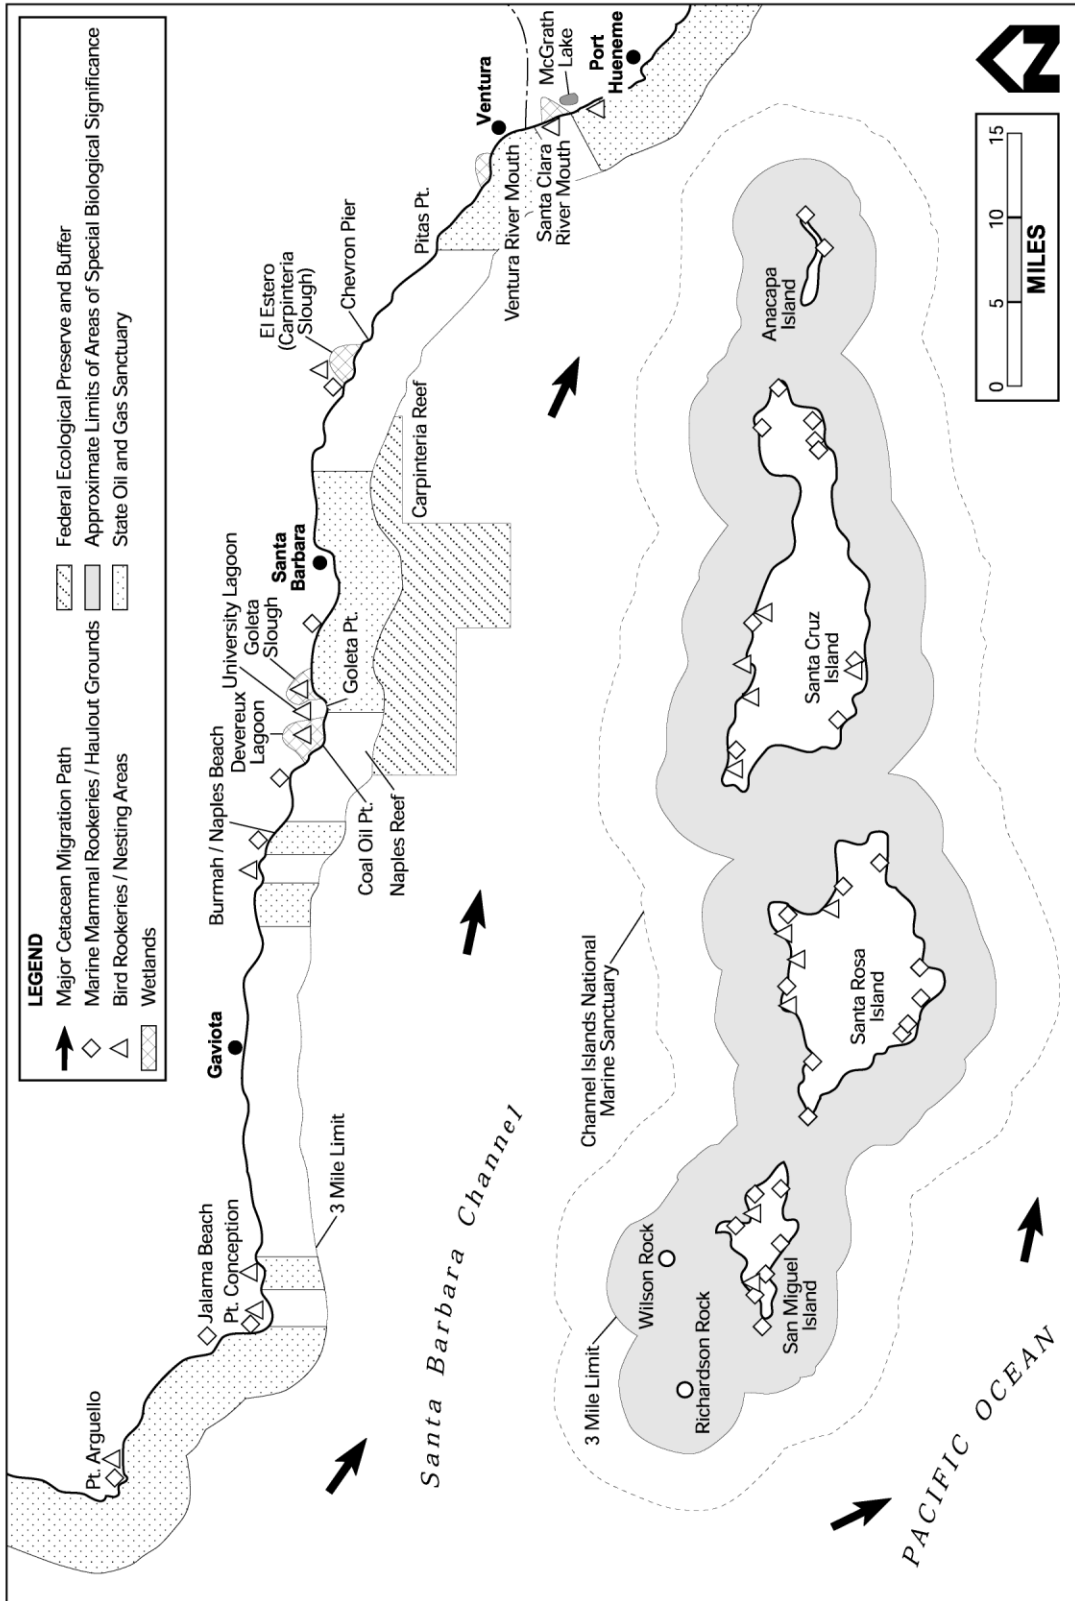 LEGEND
Major Cetacean Migration Path
Marine Mammal Rookeries / Haulout Grounds
Bird Rookeries / Nesting Areas
Wetlands
Federal Ecological Preserve and Buffer
Approximate Limits of Areas of Special Biological Significance
State Oil and Gas Sanctuary
Pt. Arguello
Jalama Beach
Pt. Conception
3 Mile Limit
Gaviota
Burmah / Naples Beach
Devereux
Lagoon
University Lagoon
Goleta
Slough
Santa
Barbara
Goleta Pt.
Coal Oil Pt.
Naples Reef
Carpinteria Reef
El Estero
(Carpinteria
Slough)
Chevron Pier
Pitas Pt.
Ventura
Ventura River Mouth
Santa Clara
River Mouth
McGrath
Lake
Port
Hueneme
Santa Barbara Channel
Channel Islands National
Marine Sanctuary
3 Mile Limit
Wilson Rock
Richardson Rock
San Miguel
Island
Santa Rosa
Island
Santa Cruz
Island
Anacapa
Island
PACIFIC OCEAN
0 5 10 15
MILES
N